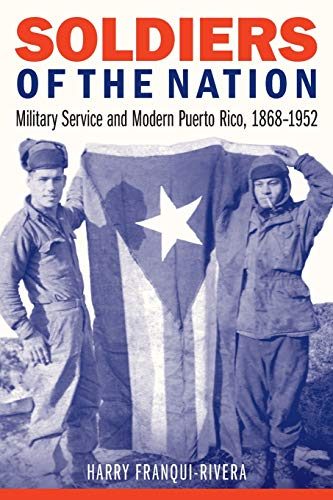 SOLDIERS
OF THE NATION
Military Service and Modern Puerto Rico, 1868–1952
HARRY FRANQUI-RIVERA